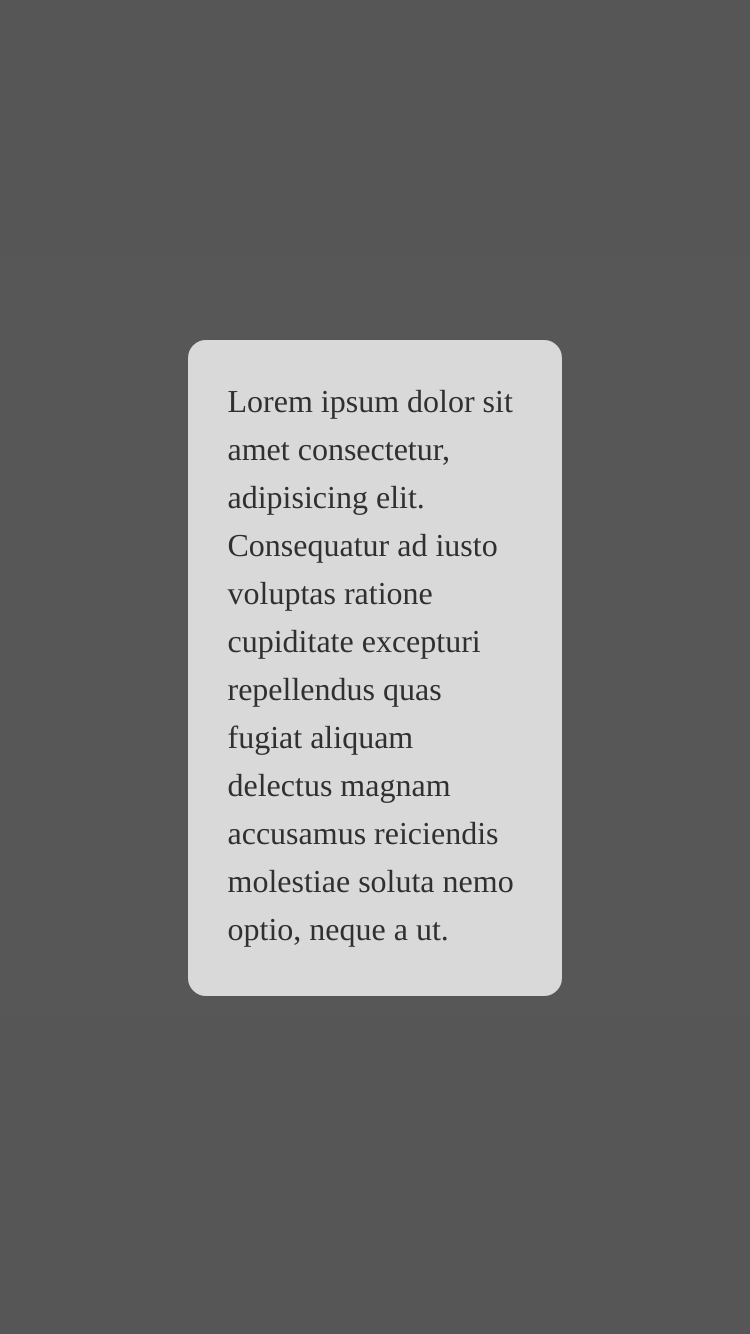 Lorem ipsum dolor sit
amet consectetur,
adipisicing elit.
Consequatur ad iusto
voluptas ratione
cupiditate excepturi
repellendus quas
fugiat aliquam
delectus magnam
accusamus reiciendis
molestiae soluta nemo
optio, neque a ut.